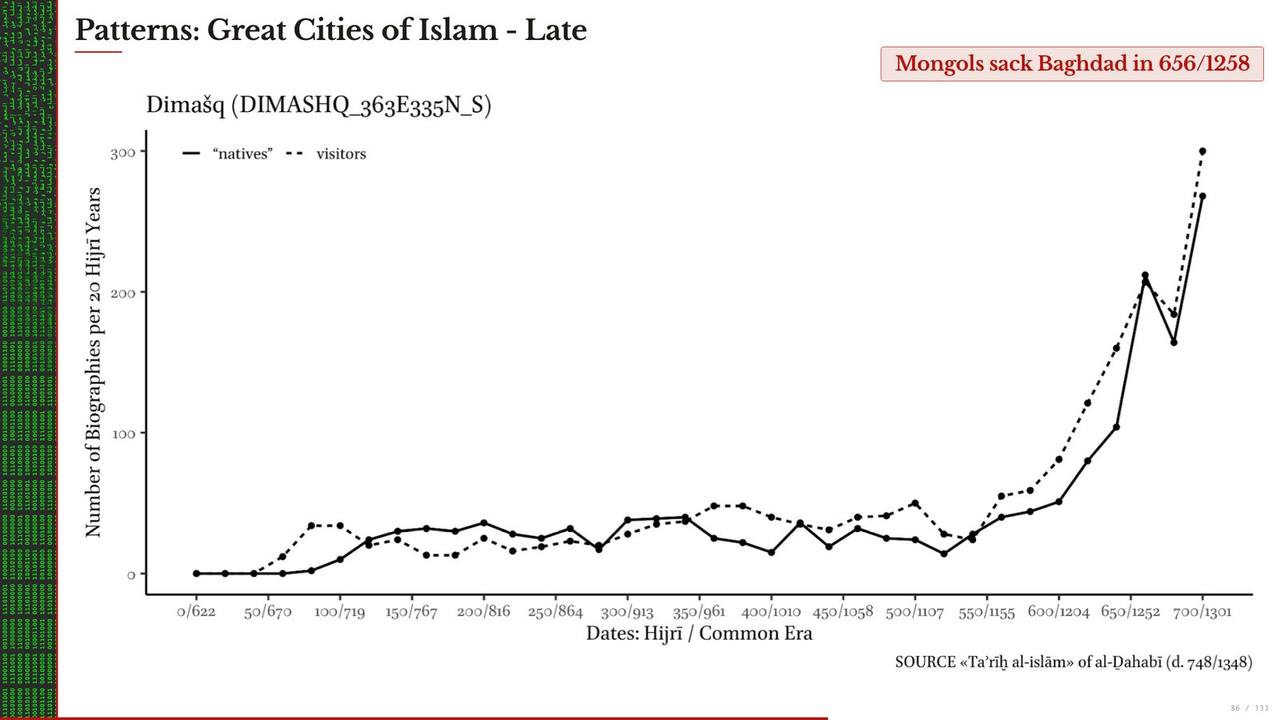 Patterns: Great Cities of Islam - Late
Mongols sack Baghdad in 656/1258
Dimašq (DIMASHQ_363E335N_S)
"natives" visitors
Number of Biographies per 20 Hijrī Years
300
200
100
0
0/622 50/670 100/719 150/767 200/816 250/864 300/913 350/961 400/1010 450/1058 500/1107 550/1155 600/1204 650/1252 700/1301
Dates: Hijrī / Common Era
SOURCE «Taʾrīḫ al-islām» of al-Ḏahabī (d. 748/1348)
86 / 133